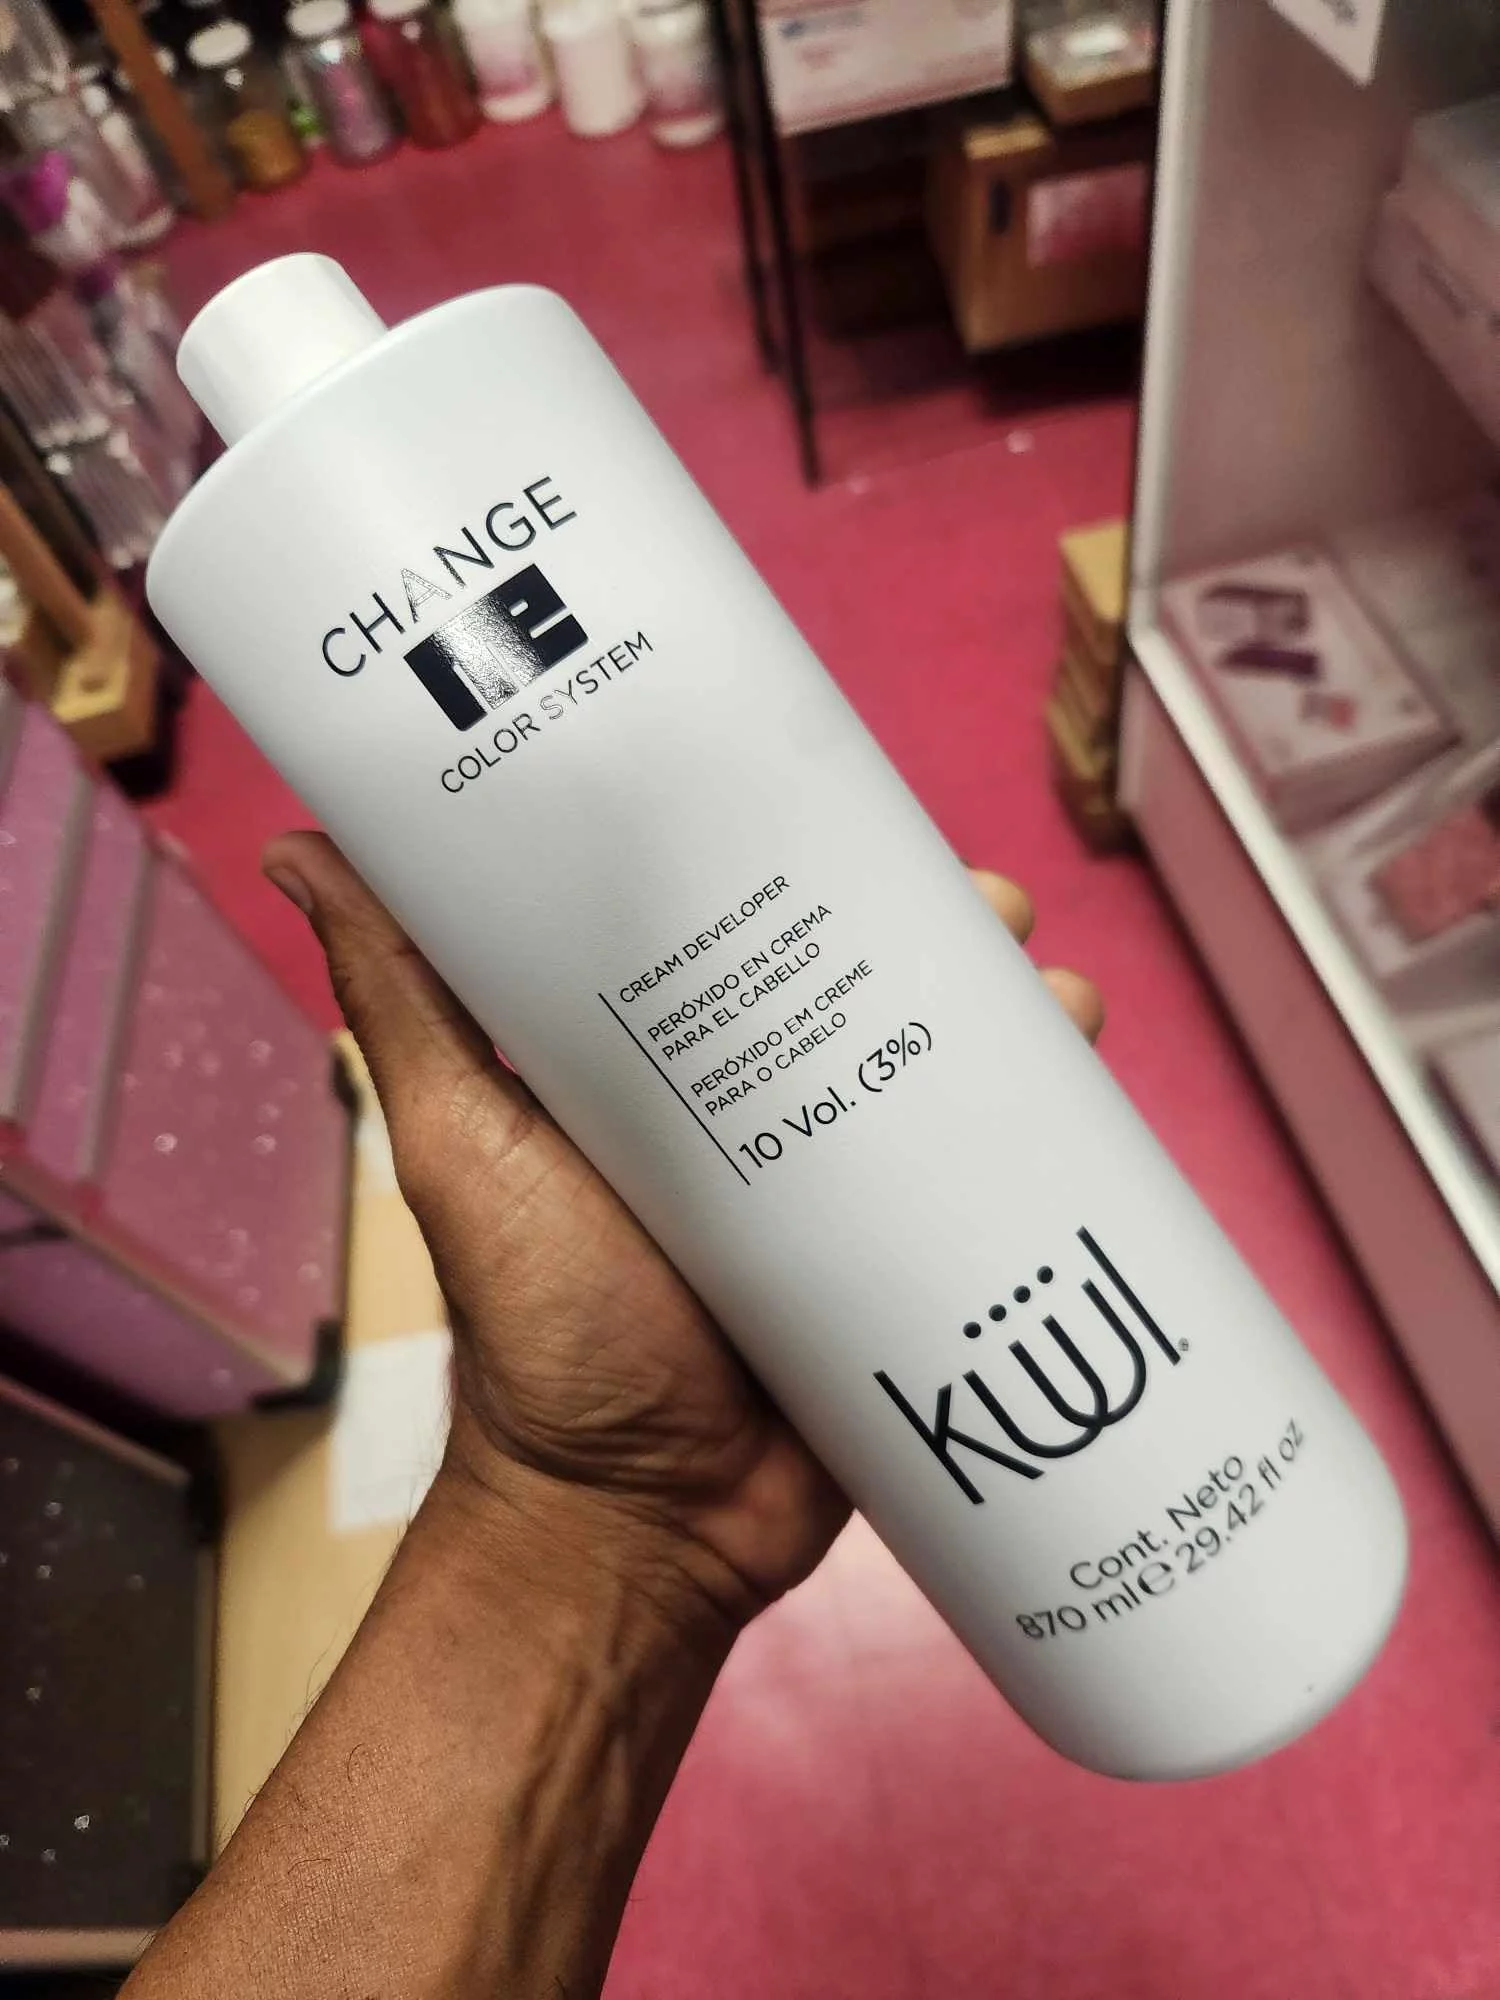 CHANGE
me
COLOR SYSTEM
CREAM DEVELOPER
PERÓXIDO EN CREMA
PARA EL CABELLO
PERÓXIDO EM CREME
PARA O CABELO
10 Vol. (3%)
küül®
Cont. Neto
870 ml ℮ 29.42 fl oz